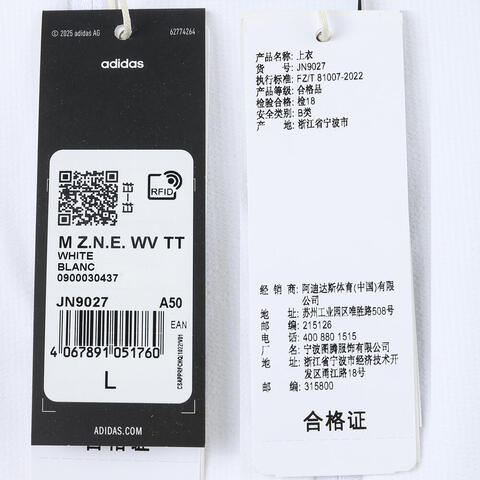 © 2025 adidas AG
62774264
adidas
RFID
M Z.N.E. WV TT
WHITE
BLANC
0900030437
JN9027 A50
EAN
4 067891 051760
L
ADIDAS.COM
合格证
产品名称: 上衣
货 号: JN9027
执行标准: FZ/T 81007-2022
产品等级: 合格品
检验合格: 检18
安全类别: B类
产 地: 浙江省宁波市
经 销 商: 阿迪达斯体育(中国)有限
公司
地 址: 苏州工业园区唯胜路508号
邮 编: 215126
电 话: 400 880 1515
厂 名: 宁波图腾服饰有限公司
地 址: 浙江省宁波市经济技术开
发区甬江路18号
邮 编: 315800
合格证